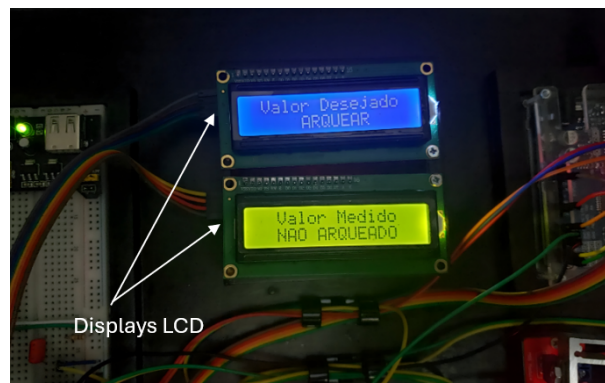 Valor Desejado
ARQUEAR
Valor Medido
NAO ARQUEADO
Displays LCD